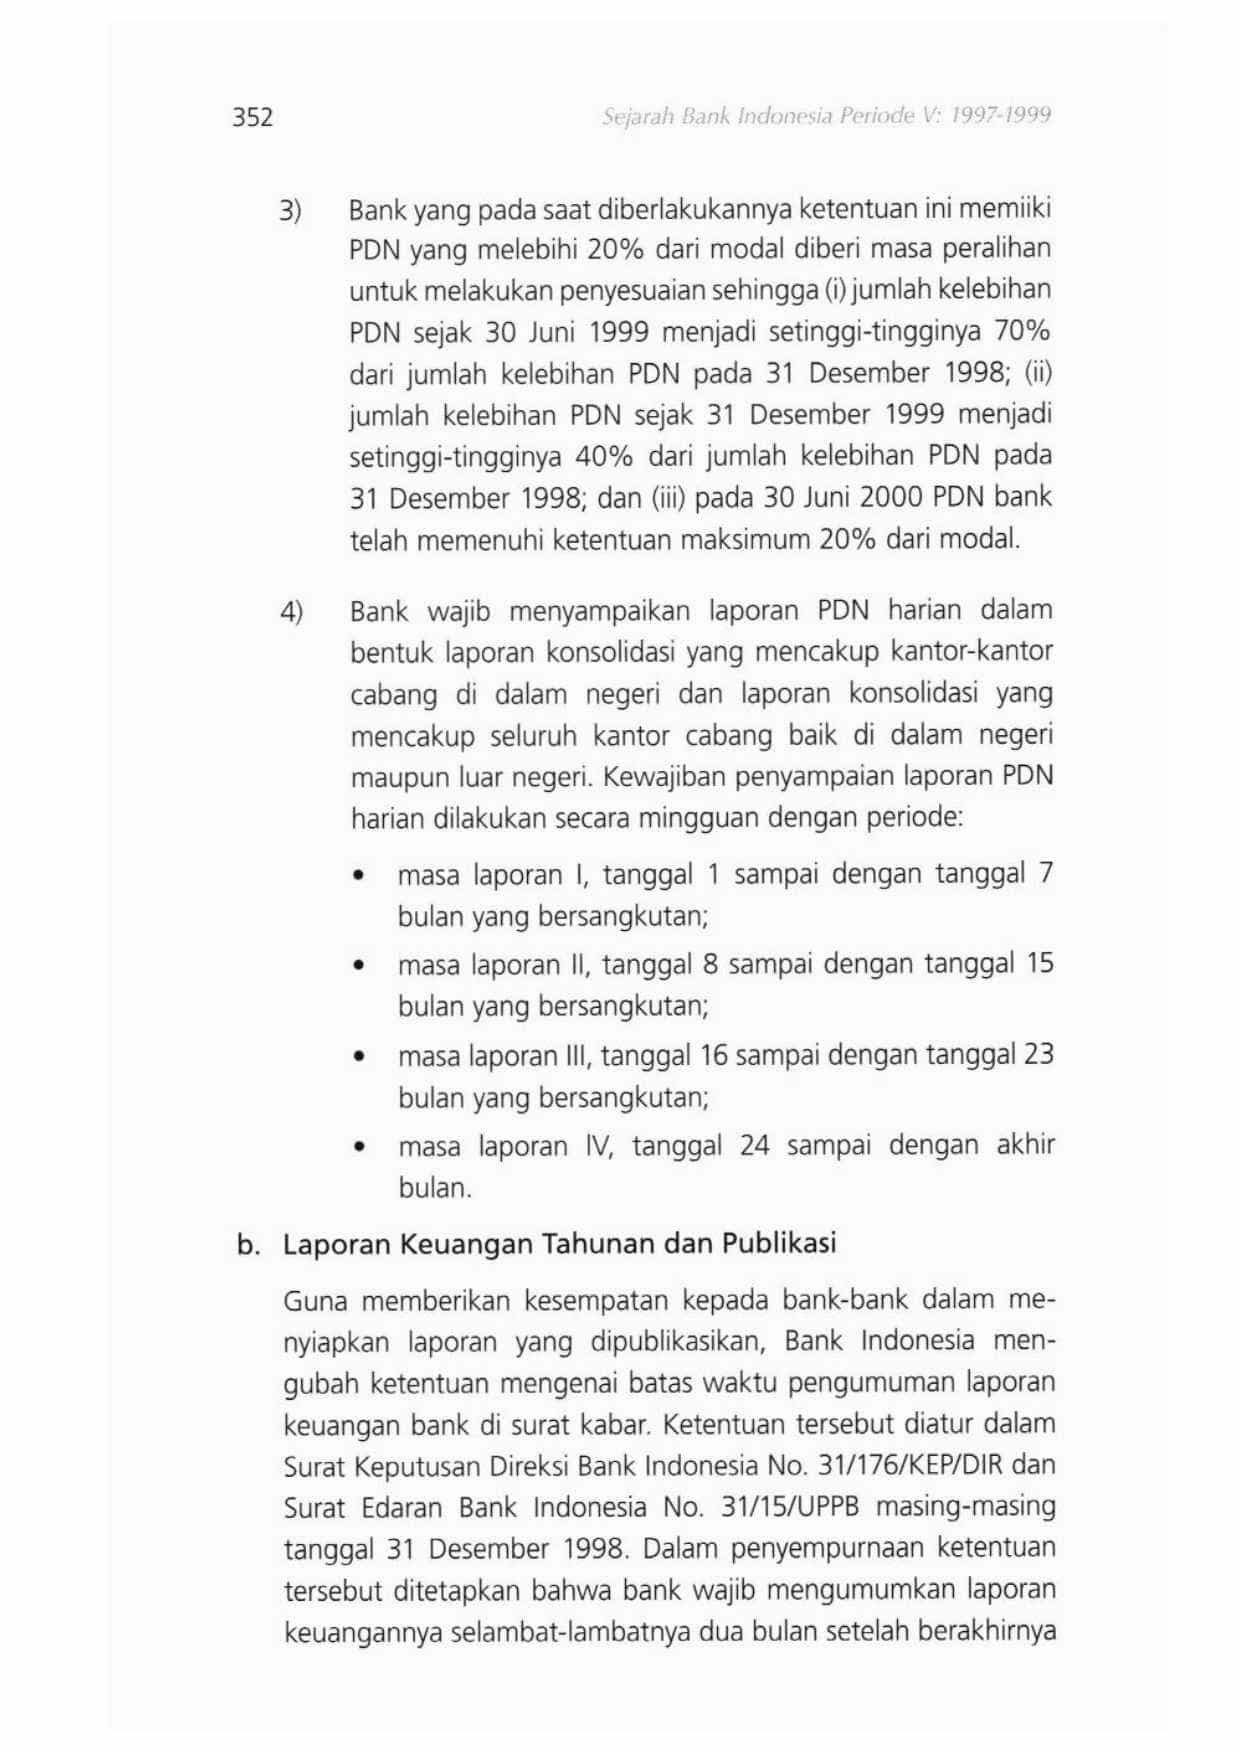 352
Sejarah Bank Indonesia Periode V: 1997-1999
3) Bank yang pada saat diberlakukannya ketentuan ini memiiki
PDN yang melebihi 20% dari modal diberi masa peralihan
untuk melakukan penyesuaian sehingga (i) jumlah kelebihan
PDN sejak 30 Juni 1999 menjadi setinggi-tingginya 70%
dari jumlah kelebihan PDN pada 31 Desember 1998; (ii)
jumlah kelebihan PDN sejak 31 Desember 1999 menjadi
setinggi-tingginya 40% dari jumlah kelebihan PDN pada
31 Desember 1998; dan (iii) pada 30 Juni 2000 PDN bank
telah memenuhi ketentuan maksimum 20% dari modal.
4) Bank wajib menyampaikan laporan PDN harian dalam
bentuk laporan konsolidasi yang mencakup kantor-kantor
cabang di dalam negeri dan laporan konsolidasi yang
mencakup seluruh kantor cabang baik di dalam negeri
maupun luar negeri. Kewajiban penyampaian laporan PDN
harian dilakukan secara mingguan dengan periode:
• masa laporan I, tanggal 1 sampai dengan tanggal 7
bulan yang bersangkutan;
• masa laporan II, tanggal 8 sampai dengan tanggal 15
bulan yang bersangkutan;
• masa laporan III, tanggal 16 sampai dengan tanggal 23
bulan yang bersangkutan;
• masa laporan IV, tanggal 24 sampai dengan akhir
bulan.
b. Laporan Keuangan Tahunan dan Publikasi
Guna memberikan kesempatan kepada bank-bank dalam me-
nyiapkan laporan yang dipublikasikan, Bank Indonesia men-
gubah ketentuan mengenai batas waktu pengumuman laporan
keuangan bank di surat kabar. Ketentuan tersebut diatur dalam
Surat Keputusan Direksi Bank Indonesia No. 31/176/KEP/DIR dan
Surat Edaran Bank Indonesia No. 31/15/UPPB masing-masing
tanggal 31 Desember 1998. Dalam penyempurnaan ketentuan
tersebut ditetapkan bahwa bank wajib mengumumkan laporan
keuangannya selambat-lambatnya dua bulan setelah berakhirnya